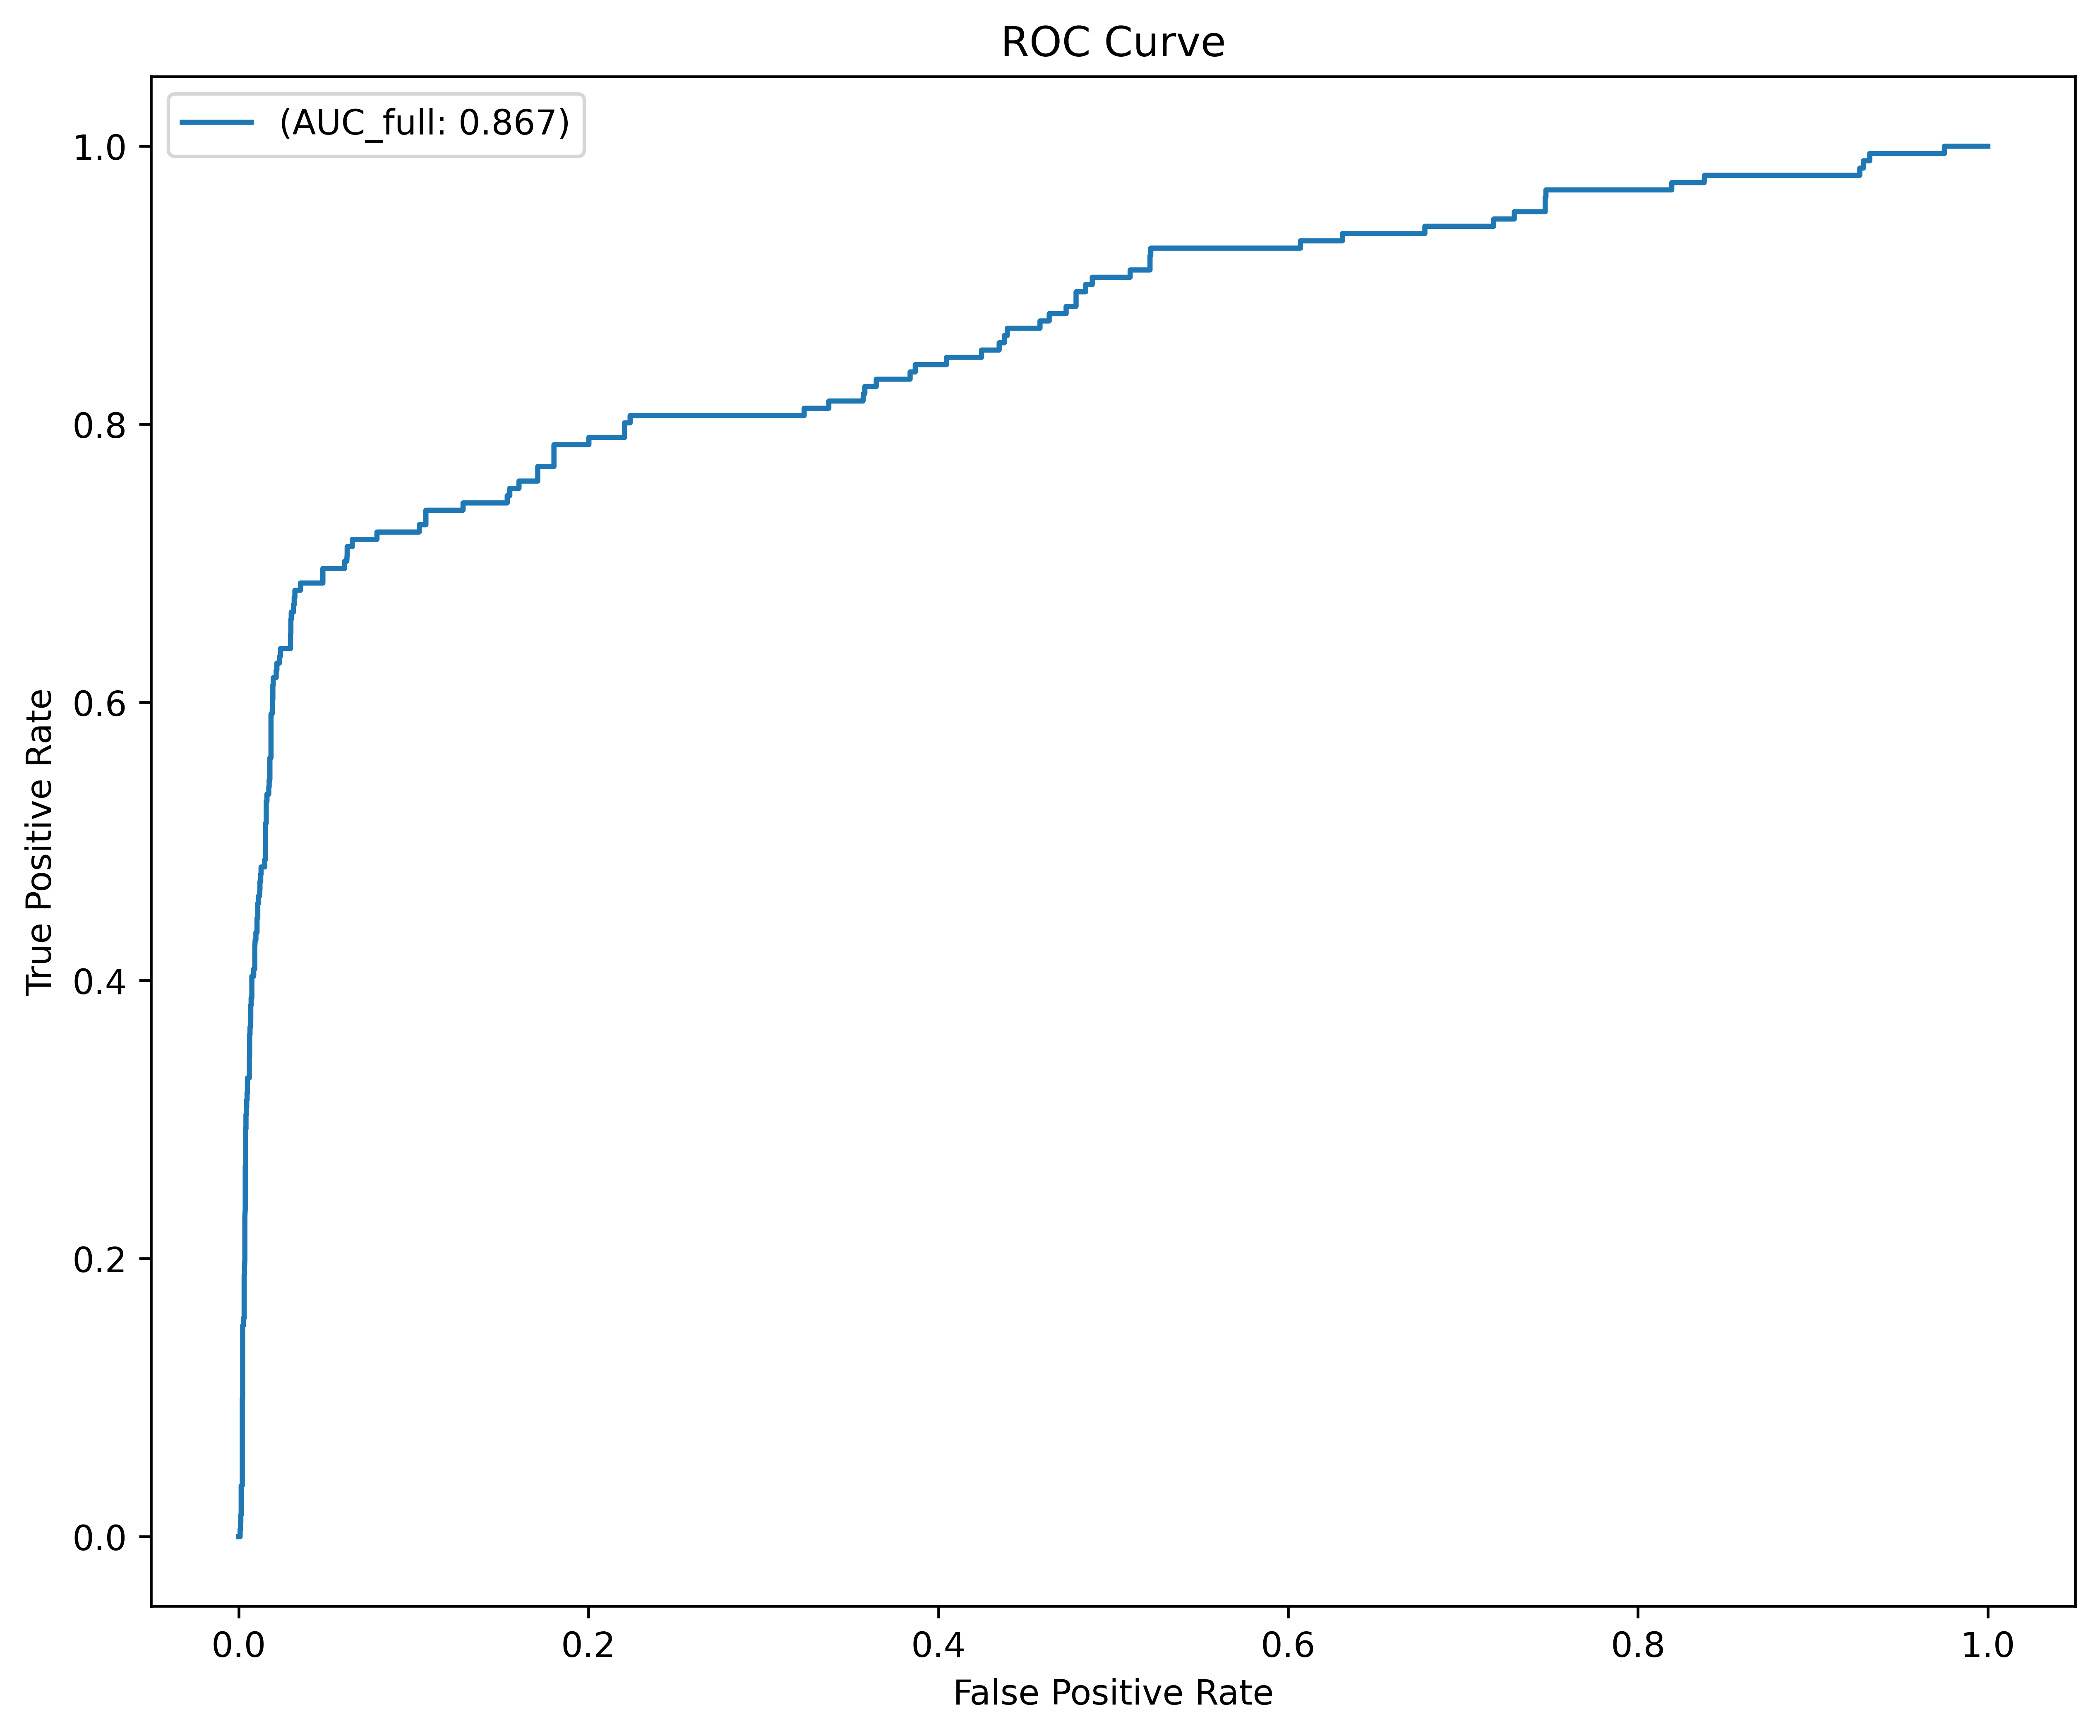 ROC Curve
(AUC_full: 0.867)
1.0
0.8
0.6
0.4
0.2
0.0
True Positive Rate
0.0 0.2 0.4 0.6 0.8 1.0
False Positive Rate